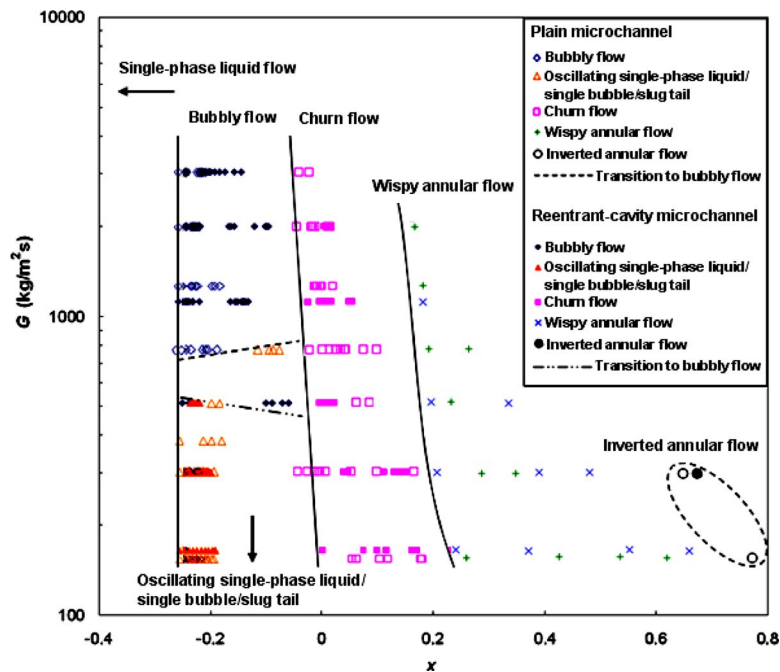 10000
1000
100
G (kg/m²s)
Single-phase liquid flow
Bubbly flow
Churn flow
Wispy annular flow
Plain microchannel
Bubbly flow
Oscillating single-phase liquid/
single bubble/slug tail
Churn flow
Wispy annular flow
Inverted annular flow
Transition to bubbly flow
Reentrant-cavity microchannel
Bubbly flow
Oscillating single-phase liquid/
single bubble/slug tail
Churn flow
Wispy annular flow
Inverted annular flow
Transition to bubbly flow
Inverted annular flow
Oscillating single-phase liquid/
single bubble/slug tail
-0.4 -0.2 0 0.2 0.4 0.6 0.8
x